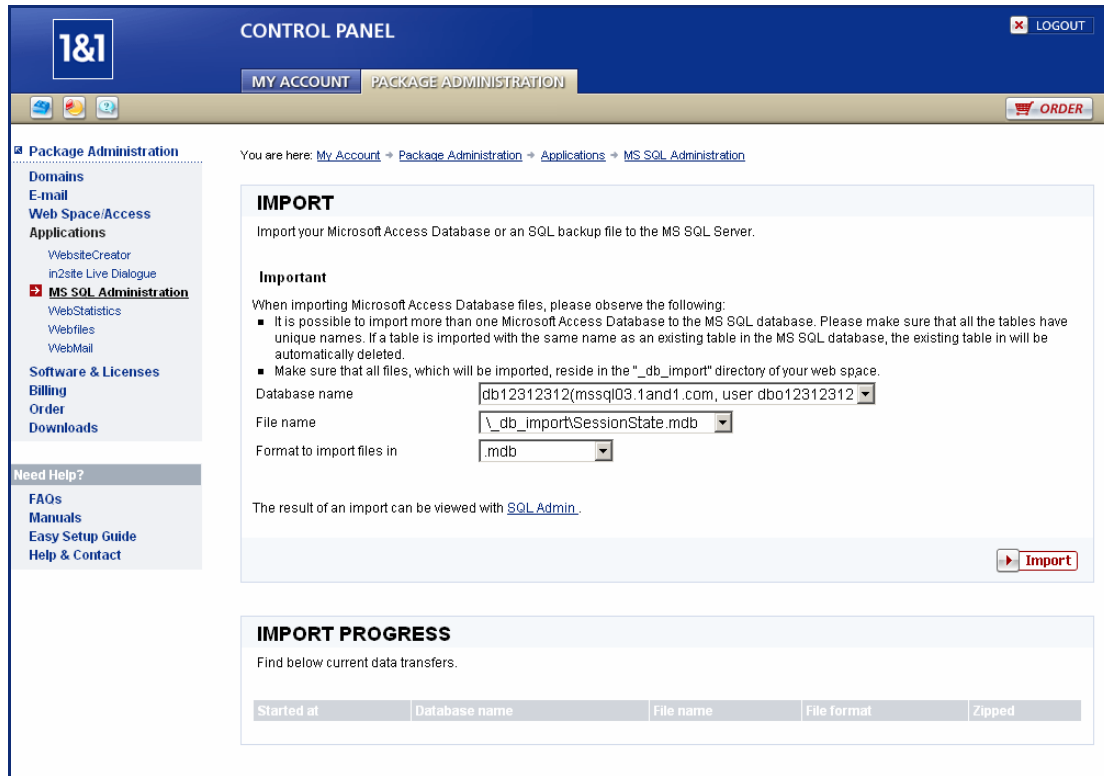 1&1
CONTROL PANEL
LOGOUT
MY ACCOUNT
PACKAGE ADMINISTRATION
ORDER
Package Administration
Domains
E-mail
Web Space/Access
Applications
WebsiteCreator
in2site Live Dialogue
MS SQL Administration
WebStatistics
Webfiles
WebMail
Software & Licenses
Billing
Order
Downloads
Need Help?
FAQs
Manuals
Easy Setup Guide
Help & Contact
You are here: My Account → Package Administration → Applications → MS SQL Administration
IMPORT
Import your Microsoft Access Database or an SQL backup file to the MS SQL Server.
Important
When importing Microsoft Access Database files, please observe the following:
It is possible to import more than one Microsoft Access Database to the MS SQL database. Please make sure that all the tables have
unique names. If a table is imported with the same name as an existing table in the MS SQL database, the existing table in will be
automatically deleted.
Make sure that all files, which will be imported, reside in the "_db_import" directory of your web space.
Database name db12312312(mssql03.1and1.com, user dbo12312312
File name \_db_import\SessionState.mdb
Format to import files in .mdb
The result of an import can be viewed with SQL Admin .
Import
IMPORT PROGRESS
Find below current data transfers.
Started at Database name File name File format Zipped